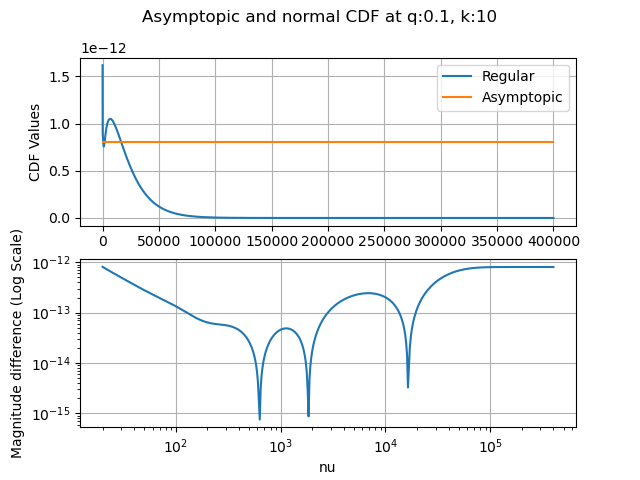 Asymptopic and normal CDF at q:0.1, k:10
1e−12
CDF Values
1.5
1.0
0.5
0.0
Regular
Asymptopic
0 50000 100000 150000 200000 250000 300000 350000 400000
Magnitude difference (Log Scale)
10⁻¹²
10⁻¹³
10⁻¹⁴
10⁻¹⁵
10² 10³ 10⁴ 10⁵
nu